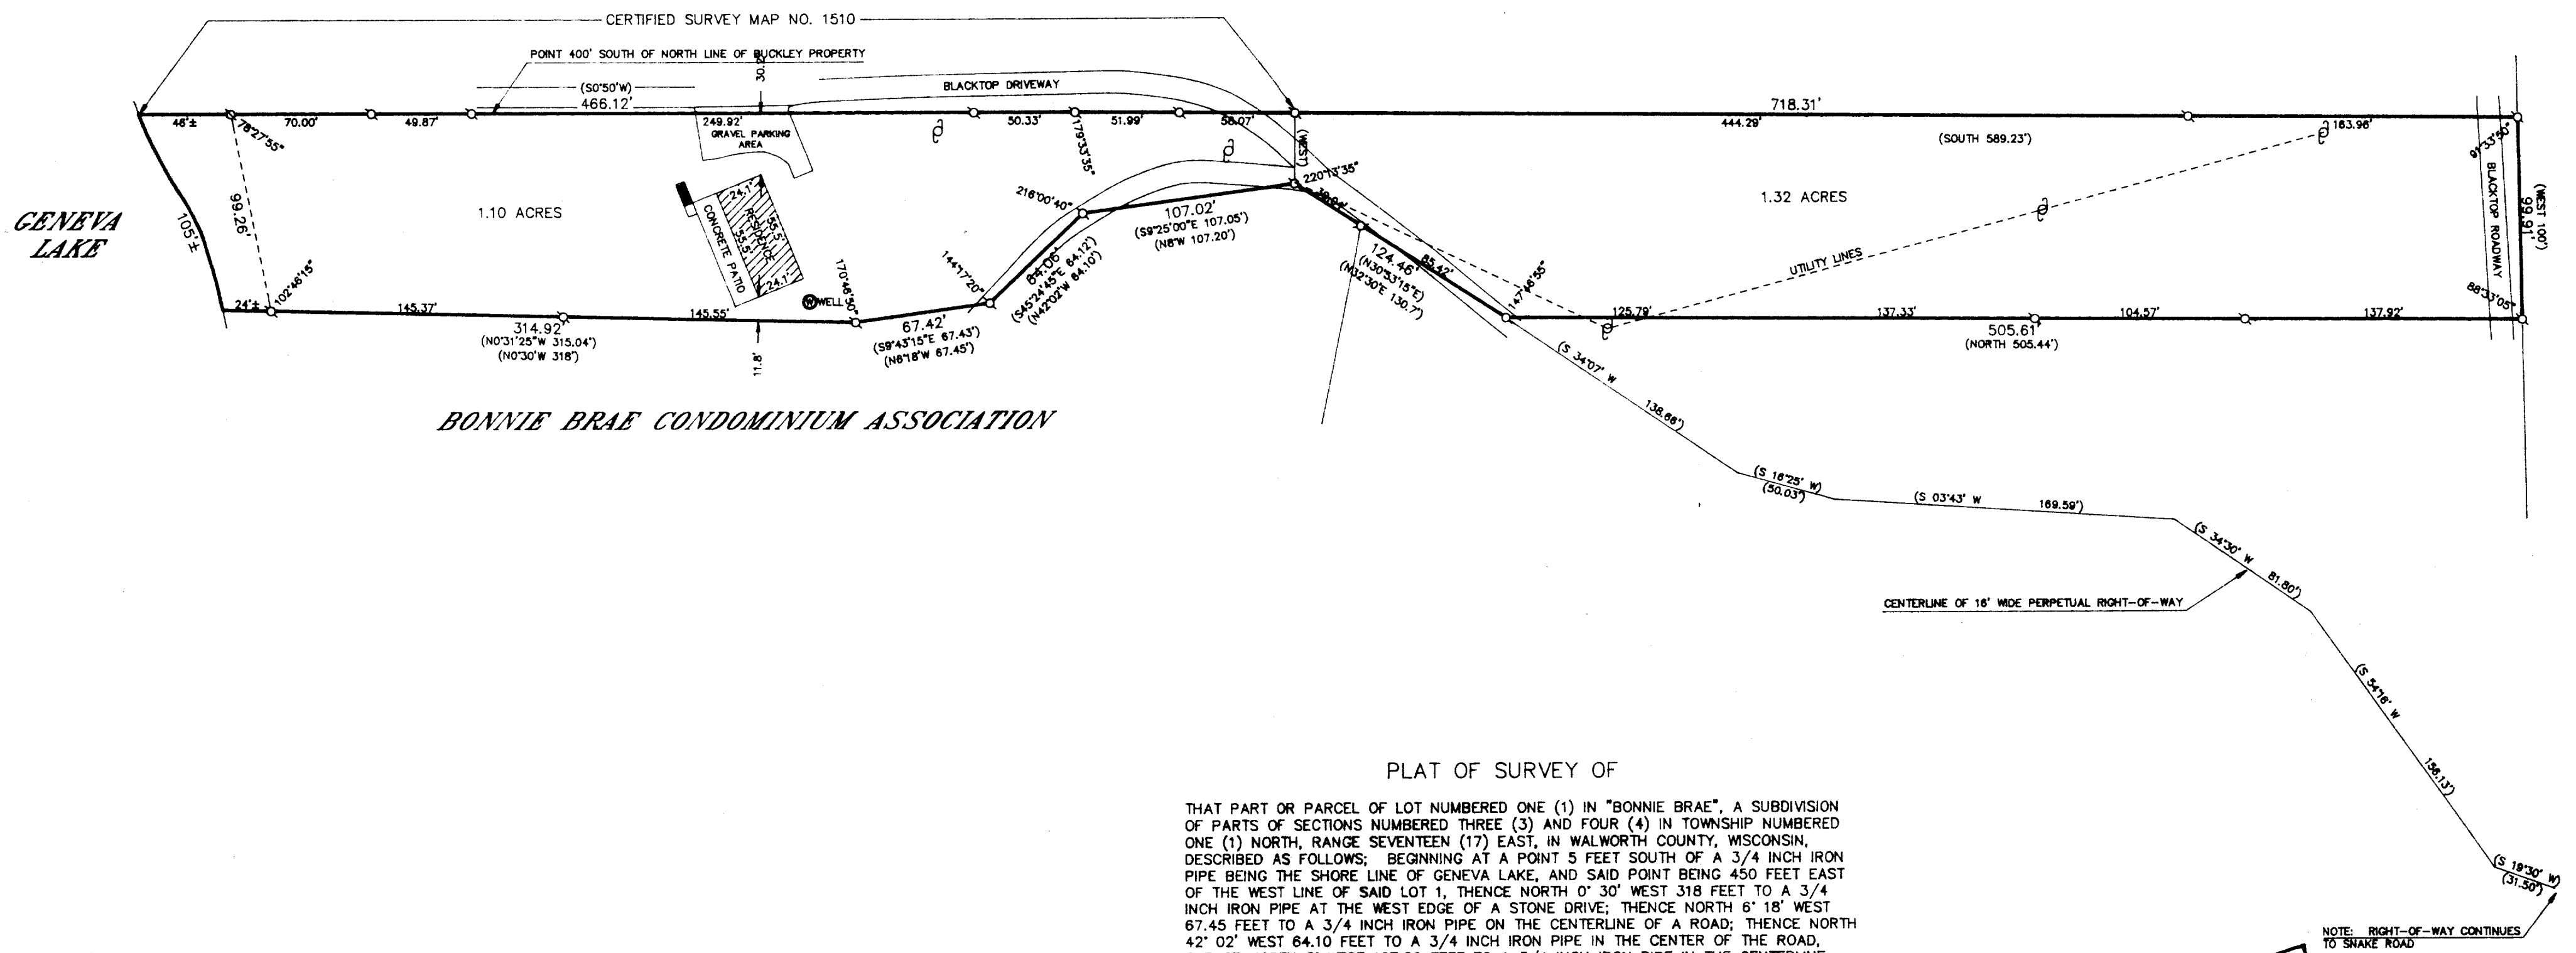 CERTIFIED SURVEY MAP NO. 1510
POINT 400' SOUTH OF NORTH LINE OF BUCKLEY PROPERTY
(S0°50'W)
466.12'
BLACKTOP DRIVEWAY
718.31'
46'±
78°27'55"
70.00'
49.87'
249.92'
GRAVEL PARKING
AREA
50.33'
179°33'35"
51.99'
58.07'
(WEST)
444.29'
(SOUTH 589.23')
163.96'
91°33'50"
GENEVA
LAKE
105'±
99.26'
1.10 ACRES
24.1'
RESIDENCE
55.5'
55.5'
24.7'
CONCRETE PATIO
216°00'40"
220°13'35"
107.02'
(S9°25'00"E 107.05')
(N8°W 107.20')
1.32 ACRES
UTILITY LINES
BLACKTOP ROADWAY
(WEST 100')
99.91'
88°33'05"
24'±
102°46'15"
145.37'
314.92'
(N0°31'25"W 315.04')
(N0°30'W 318')
145.55'
11.8'
WELL
W
170°46'50"
67.42'
(S9°43'15"E 67.43')
(N6°18'W 67.45')
144°17'20"
64.06'
(S45°24'45"E 64.12')
(N42°02'W 64.10')
124.46'
85.42'
(N30°53'15"E)
(N32°30'E 130.7')
147°46'55"
125.79'
137.33'
505.61'
(NORTH 505.44')
104.57'
137.92'
BONNIE BRAE CONDOMINIUM ASSOCIATION
(S 34°07' W
138.66')
(S 16°25' W)
(50.03')
(S 03°43' W
169.59')
(S 34°30' W
81.80')
CENTERLINE OF 16' WIDE PERPETUAL RIGHT-OF-WAY
(S 54°16' W
156.13')
(S 19°30' W)
(31.50')
NOTE: RIGHT-OF-WAY CONTINUES
TO SNAKE ROAD
PLAT OF SURVEY OF
THAT PART OR PARCEL OF LOT NUMBERED ONE (1) IN "BONNIE BRAE", A SUBDIVISION
OF PARTS OF SECTIONS NUMBERED THREE (3) AND FOUR (4) IN TOWNSHIP NUMBERED
ONE (1) NORTH, RANGE SEVENTEEN (17) EAST, IN WALWORTH COUNTY, WISCONSIN,
DESCRIBED AS FOLLOWS; BEGINNING AT A POINT 5 FEET SOUTH OF A 3/4 INCH IRON
PIPE BEING THE SHORE LINE OF GENEVA LAKE, AND SAID POINT BEING 450 FEET EAST
OF THE WEST LINE OF SAID LOT 1, THENCE NORTH 0° 30' WEST 318 FEET TO A 3/4
INCH IRON PIPE AT THE WEST EDGE OF A STONE DRIVE; THENCE NORTH 6° 18' WEST
67.45 FEET TO A 3/4 INCH IRON PIPE ON THE CENTERLINE OF A ROAD; THENCE NORTH
42° 02' WEST 64.10 FEET TO A 3/4 INCH IRON PIPE IN THE CENTER OF THE ROAD,